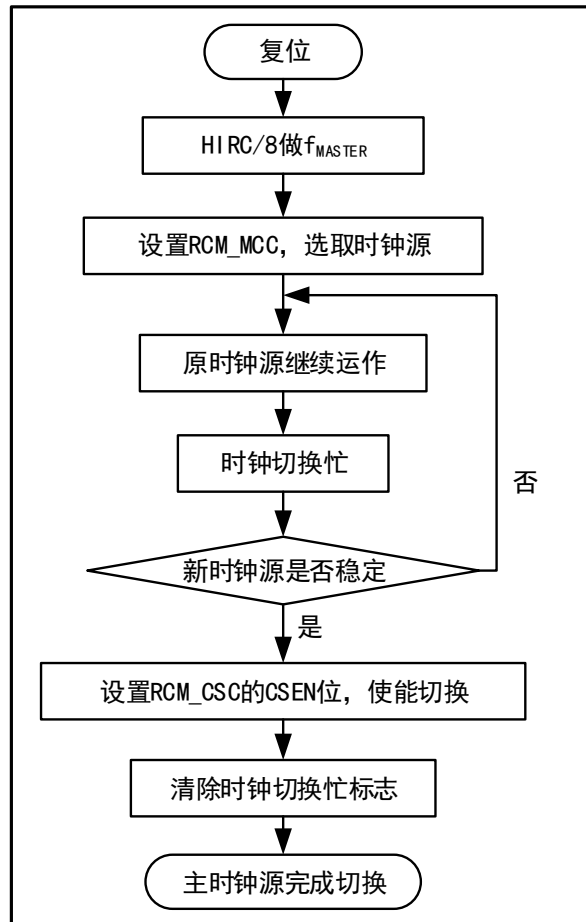 复位
HIRC/8做fMASTER
设置RCM_MCC，选取时钟源
原时钟源继续运作
时钟切换忙
否
新时钟源是否稳定
是
设置RCM_CSC的CSEN位，使能切换
清除时钟切换忙标志
主时钟源完成切换